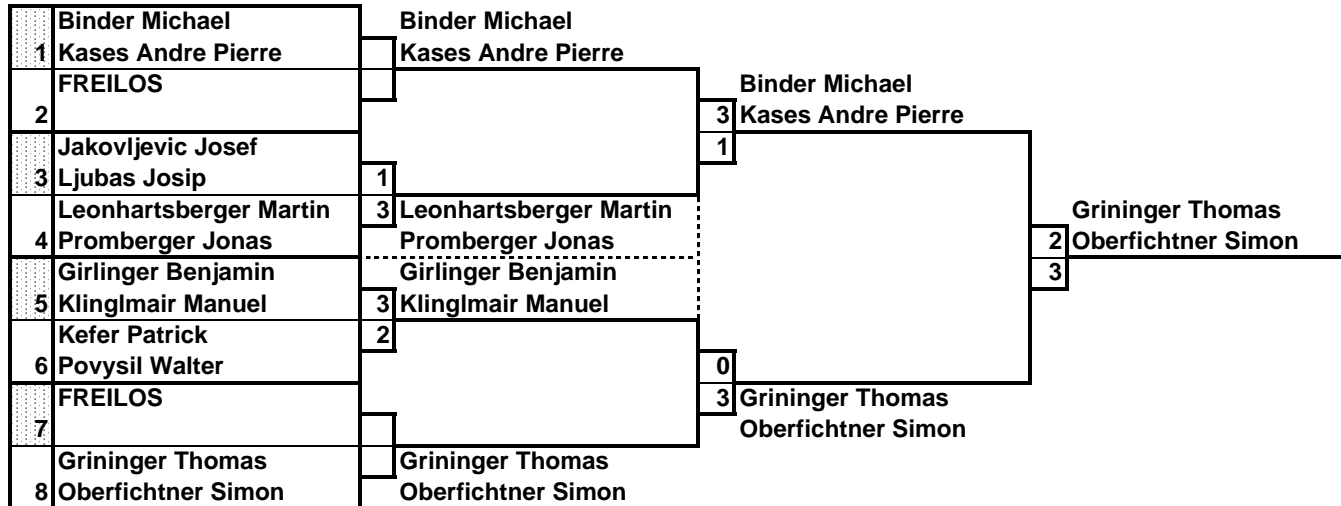 Binder Michael Binder Michael
1 Kases Andre Pierre Kases Andre Pierre
FREILOS Binder Michael
2 3 Kases Andre Pierre
Jakovljevic Josef 1
3 Ljubas Josip 1
Leonhartsberger Martin 3 Leonhartsberger Martin Grininger Thomas
4 Promberger Jonas Promberger Jonas 2 Oberfichtner Simon
Girlinger Benjamin Girlinger Benjamin 3
5 Klinglmair Manuel 3 Klinglmair Manuel
Kefer Patrick 2
6 Povysil Walter 0
FREILOS 3 Grininger Thomas
7 Oberfichtner Simon
Grininger Thomas Grininger Thomas
8 Oberfichtner Simon Oberfichtner Simon